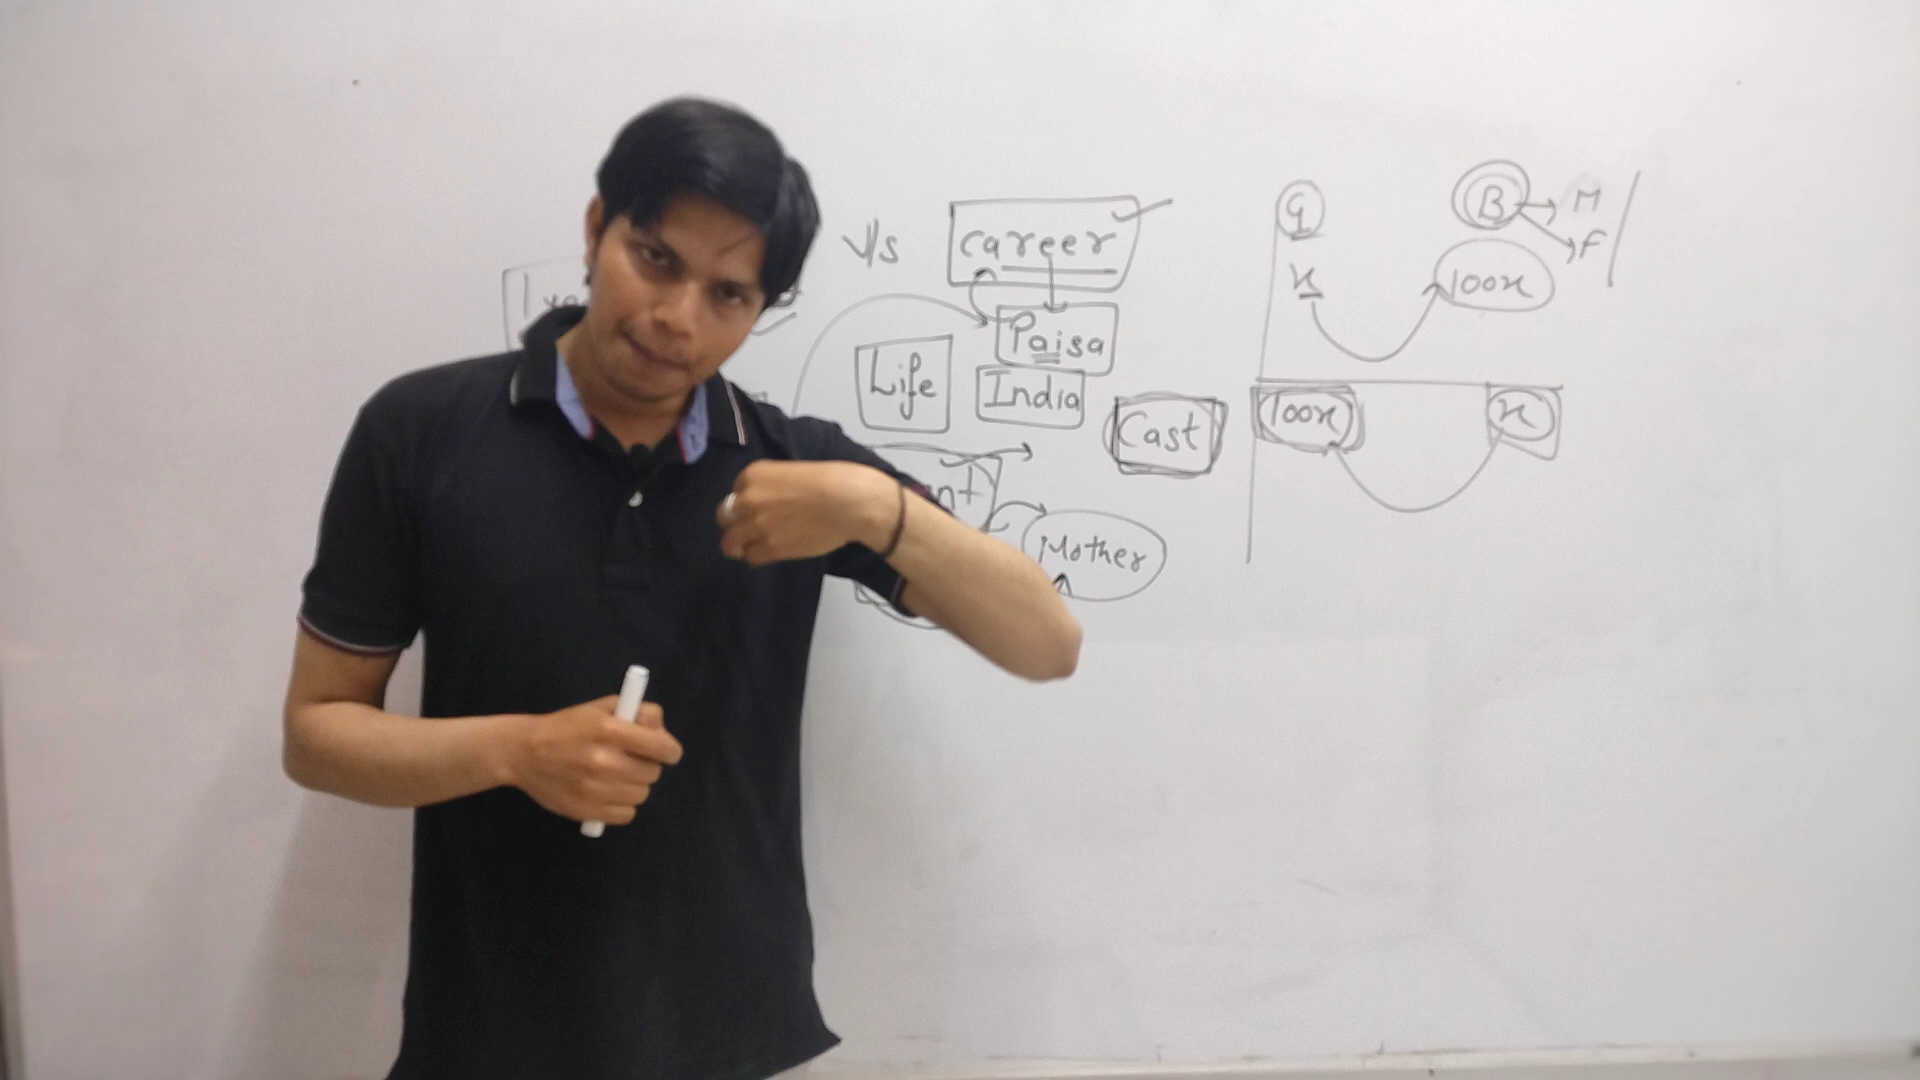 V/s
career
Paisa
Life
India
Cast
Mother
B → M
F
x
100x
100x
x